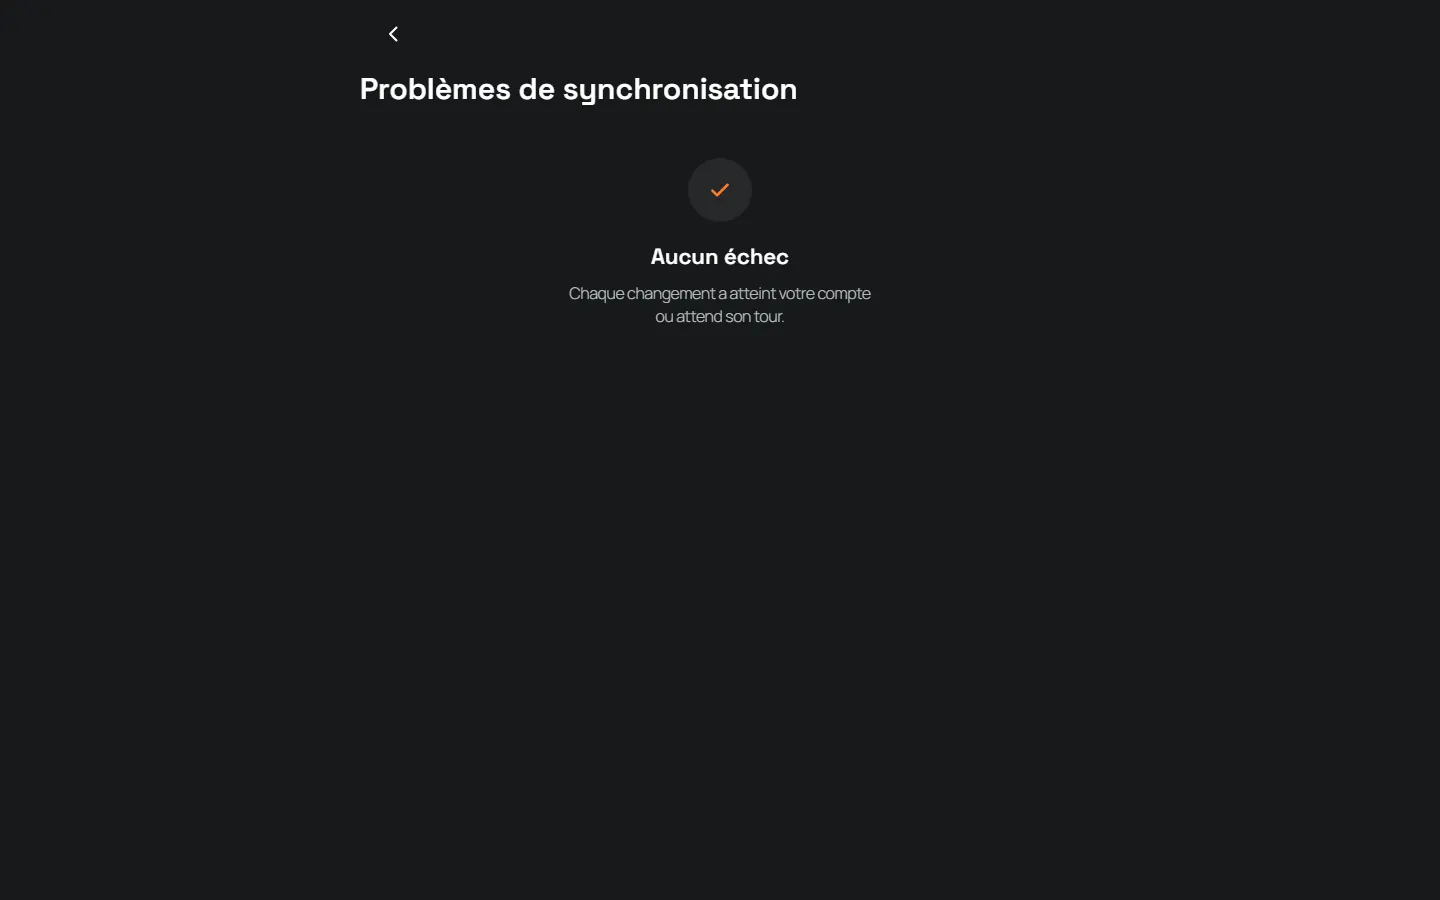 Problèmes de synchronisation
Aucun échec
Chaque changement a atteint votre compte
ou attend son tour.